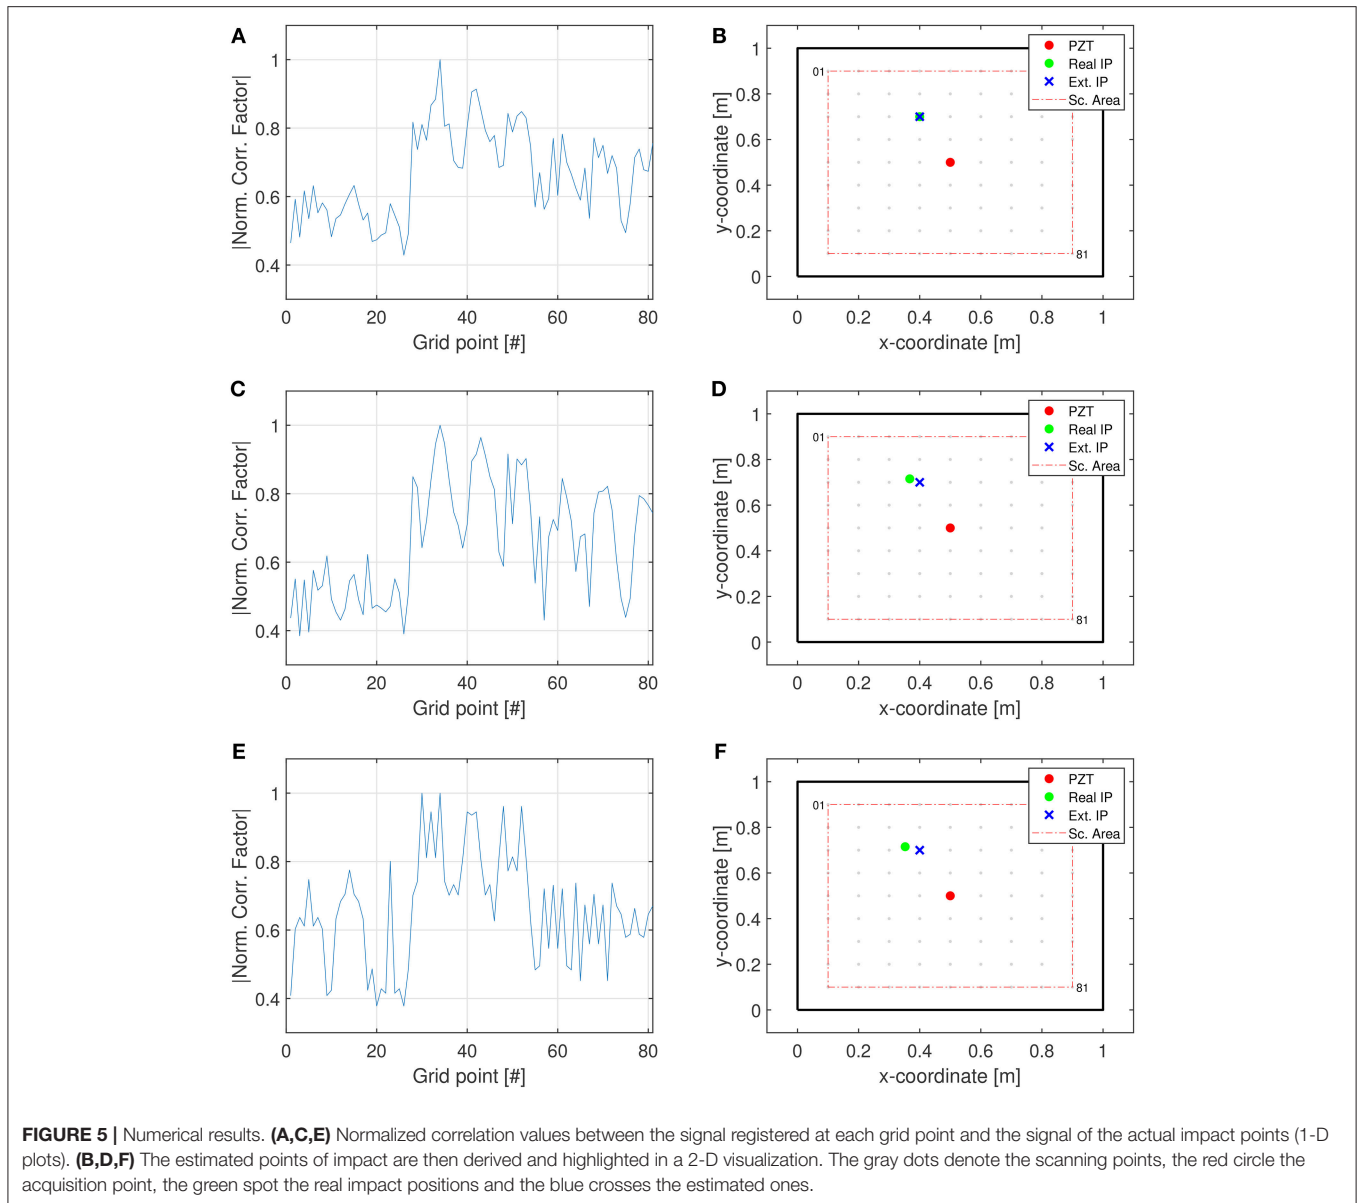 A
|Norm. Corr. Factor|
1
0.8
0.6
0.4
0 20 40 60 80
Grid point [#]
B
y-coordinate [m]
1
0.8
0.6
0.4
0.2
0
01
81
PZT
Real IP
Ext. IP
Sc. Area
0 0.2 0.4 0.6 0.8 1
x-coordinate [m]
C
|Norm. Corr. Factor|
1
0.8
0.6
0.4
0 20 40 60 80
Grid point [#]
D
y-coordinate [m]
1
0.8
0.6
0.4
0.2
0
01
81
PZT
Real IP
Ext. IP
Sc. Area
0 0.2 0.4 0.6 0.8 1
x-coordinate [m]
E
|Norm. Corr. Factor|
1
0.8
0.6
0.4
0 20 40 60 80
Grid point [#]
F
y-coordinate [m]
1
0.8
0.6
0.4
0.2
0
01
81
PZT
Real IP
Ext. IP
Sc. Area
0 0.2 0.4 0.6 0.8 1
x-coordinate [m]
FIGURE 5 | Numerical results. (A,C,E) Normalized correlation values between the signal registered at each grid point and the signal of the actual impact points (1-D
plots). (B,D,F) The estimated points of impact are then derived and highlighted in a 2-D visualization. The gray dots denote the scanning points, the red circle the
acquisition point, the green spot the real impact positions and the blue crosses the estimated ones.